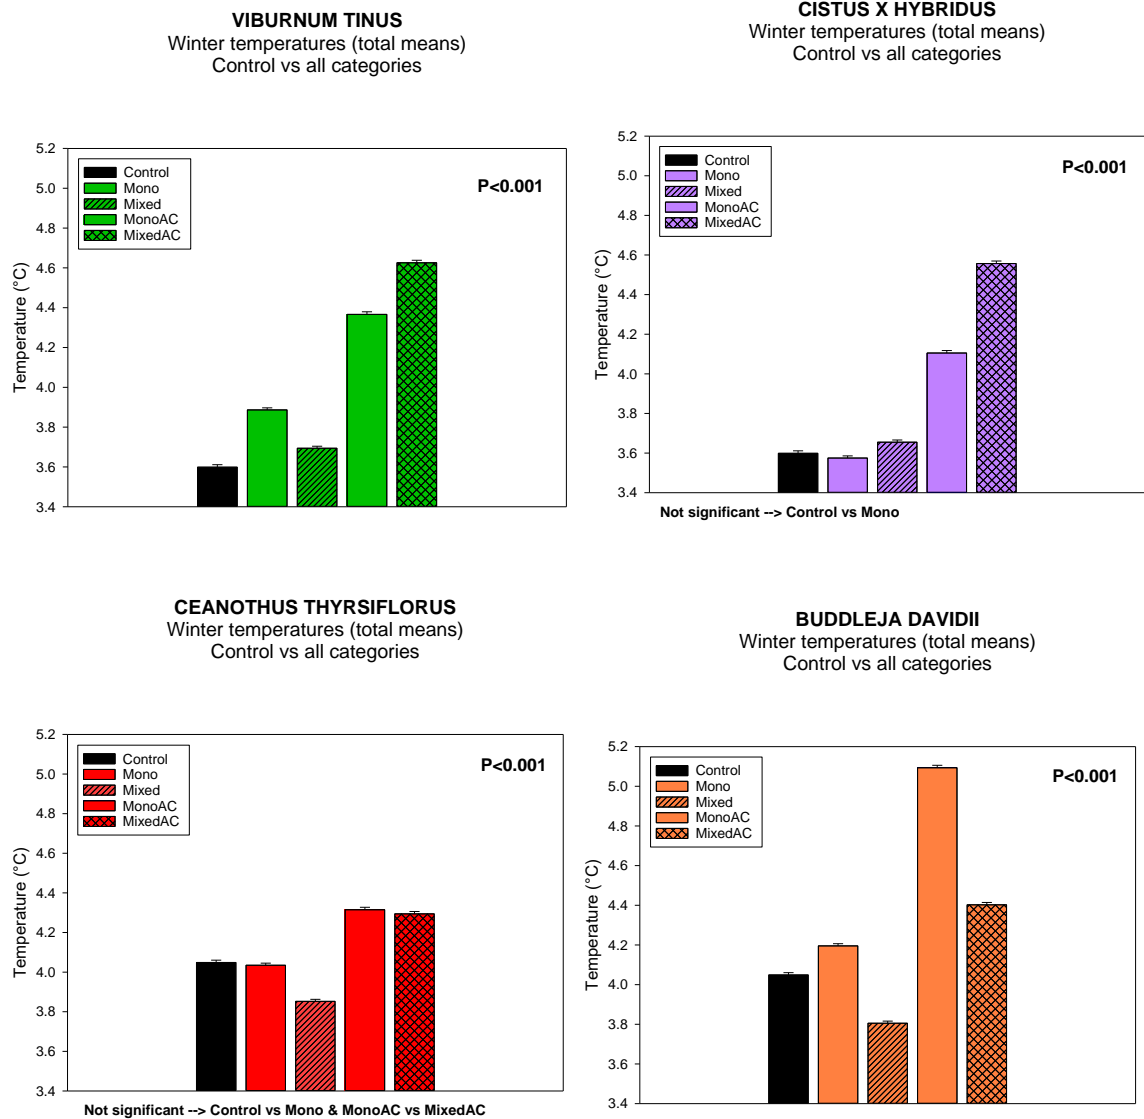 VIBURNUM TINUS
Winter temperatures (total means)
Control vs all categories
5.2
5.0
4.8
4.6
4.4
4.2
4.0
3.8
3.6
3.4
Temperature (°C)
Control
Mono
Mixed
MonoAC
MixedAC
P<0.001
CISTUS X HYBRIDUS
Winter temperatures (total means)
Control vs all categories
5.2
5.0
4.8
4.6
4.4
4.2
4.0
3.8
3.6
3.4
Temperature (°C)
Control
Mono
Mixed
MonoAC
MixedAC
P<0.001
Not significant --> Control vs Mono
CEANOTHUS THYRSIFLORUS
Winter temperatures (total means)
Control vs all categories
5.2
5.0
4.8
4.6
4.4
4.2
4.0
3.8
3.6
3.4
Temperature (°C)
Control
Mono
Mixed
MonoAC
MixedAC
P<0.001
Not significant --> Control vs Mono & MonoAC vs MixedAC
BUDDLEJA DAVIDII
Winter temperatures (total means)
Control vs all categories
5.2
5.0
4.8
4.6
4.4
4.2
4.0
3.8
3.6
3.4
Temperature (°C)
Control
Mono
Mixed
MonoAC
MixedAC
P<0.001